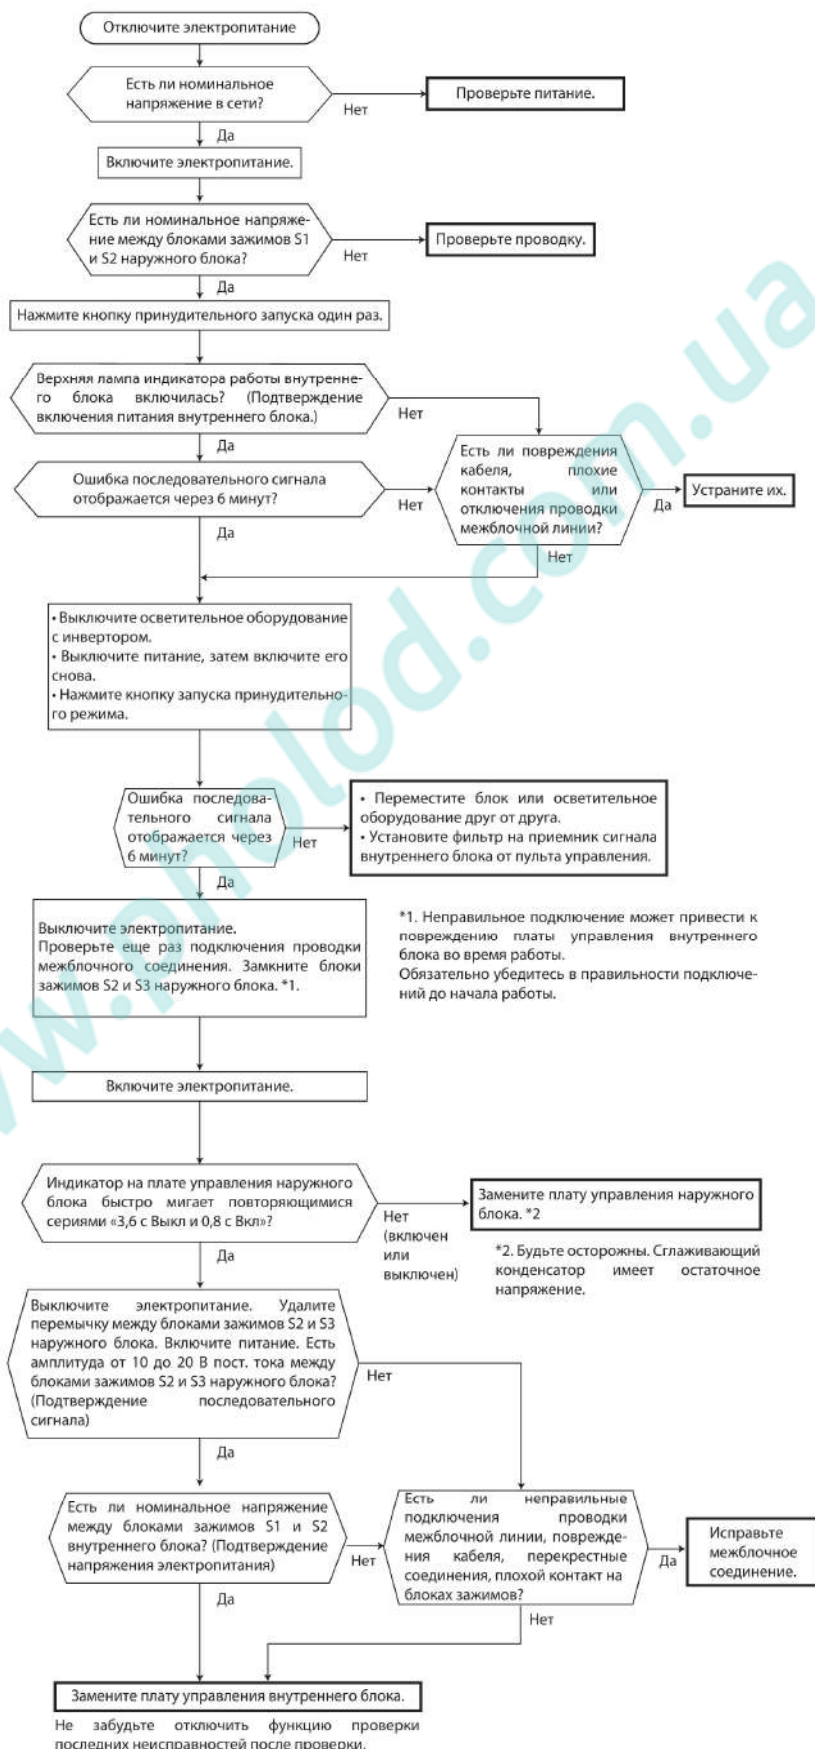 Отключите электропитание
Есть ли номинальное
напряжение в сети?
Нет
Проверьте питание.
Да
Включите электропитание.
Есть ли номинальное напряже-
ние между блоками зажимов S1
и S2 наружного блока?
Нет
Проверьте проводку.
Да
Нажмите кнопку принудительного запуска один раз.
Верхняя лампа индикатора работы внутренне-
го блока включилась? (Подтверждение
включения питания внутреннего блока.)
Нет
Да
Ошибка последовательного сигнала
отображается через 6 минут?
Нет
Есть ли повреждения
кабеля, плохие
контакты или
отключения проводки
межблочной линии?
Да
Устраните их.
Да
Нет
• Выключите осветительное оборудование
с инвертором.
• Выключите питание, затем включите его
снова.
• Нажмите кнопку запуска принудительно-
го режима.
Ошибка последова-
тельного сигнала
отображается через
6 минут?
Нет
• Переместите блок или осветительное
оборудование друг от друга.
• Установите фильтр на приемник сигнала
внутреннего блока от пульта управления.
Да
Выключите электропитание.
Проверьте еще раз подключения проводки
межблочного соединения. Замкните блоки
зажимов S2 и S3 наружного блока. *1.
*1. Неправильное подключение может привести к
повреждению платы управления внутреннего
блока во время работы.
Обязательно убедитесь в правильности подключе-
ний до начала работы.
Включите электропитание.
Индикатор на плате управления наружного
блока быстро мигает повторяющимися
сериями «3,6 с Выкл и 0,8 с Вкл»?
Нет
(включен
или
выключен)
Замените плату управления наружного
блока. *2
*2. Будьте осторожны. Сглаживающий
конденсатор имеет остаточное
напряжение.
Да
Выключите электропитание. Удалите
перемычку между блоками зажимов S2 и S3
наружного блока. Включите питание. Есть
амплитуда от 10 до 20 В пост. тока между
блоками зажимов S2 и S3 наружного блока?
(Подтверждение последовательного
сигнала)
Нет
Да
Есть ли номинальное напряжение
между блоками зажимов S1 и S2
внутреннего блока? (Подтверждение
напряжения электропитания)
Нет
Есть ли неправильные
подключения проводки
межблочной линии, поврежде-
ния кабеля, перекрестные
соединения, плохой контакт на
блоках зажимов?
Да
Исправьте
межблочное
соединение.
Да
Нет
Замените плату управления внутреннего блока.
Не забудьте отключить функцию проверки
последних неисправностей после проверки.
www.pholod.com.ua